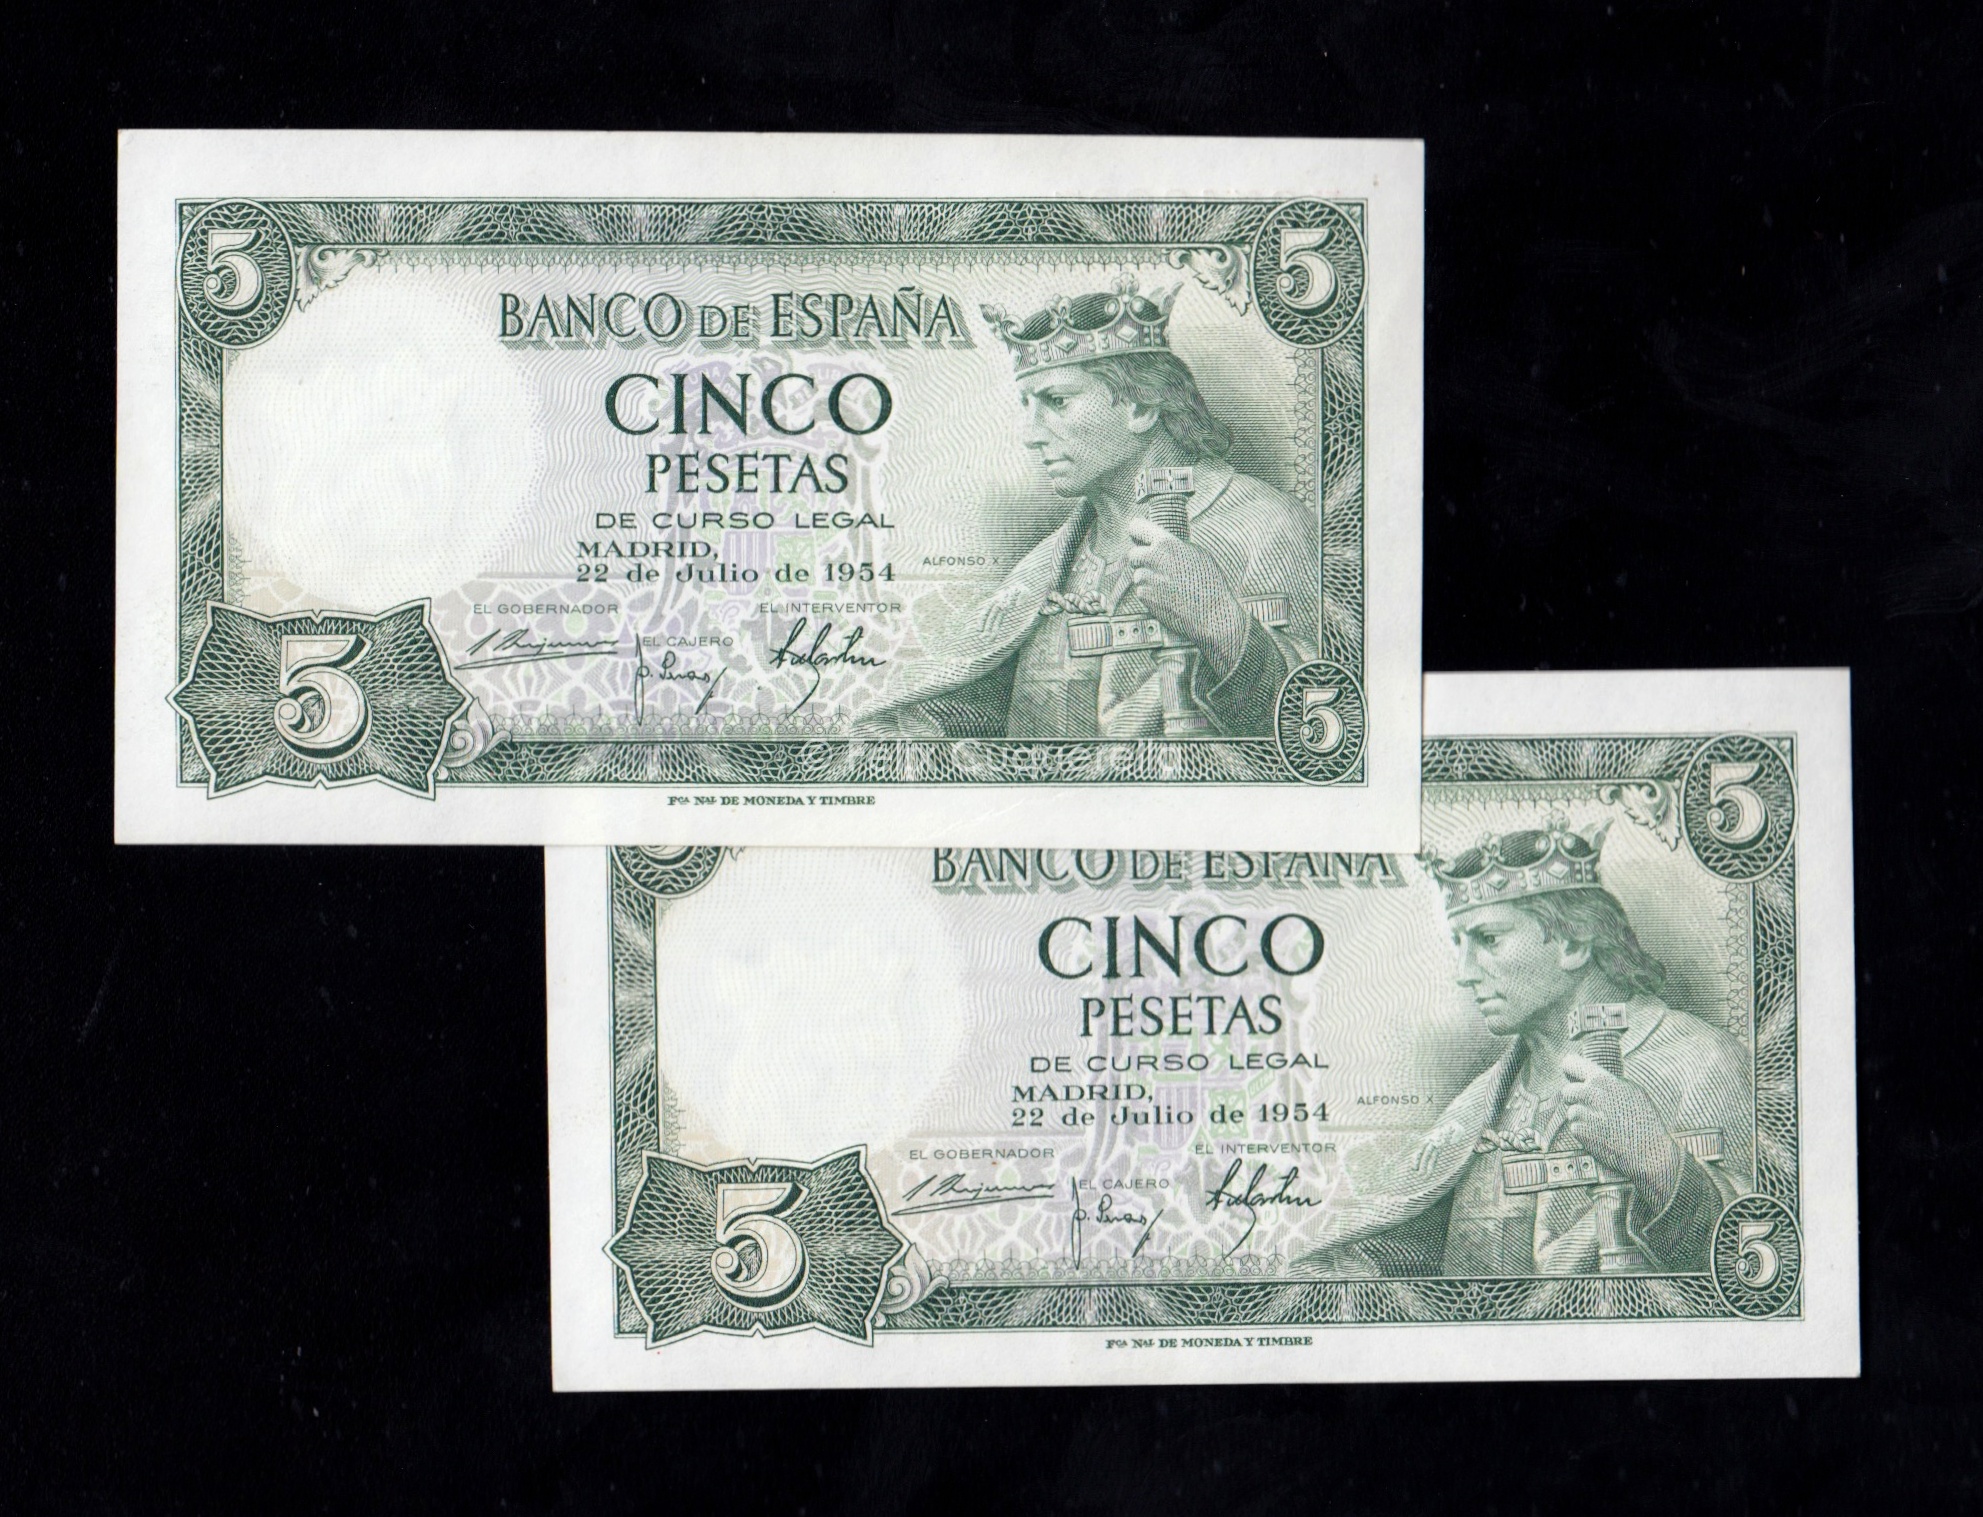 5 5
BANCO DE ESPAÑA
CINCO
PESETAS
DE CURSO LEGAL
MADRID,
22 de Julio de 1954
ALFONSO X
EL GOBERNADOR EL INTERVENTOR
EL CAJERO
5 5
© Felix Cuquerella
Fca Nal DE MONEDA Y TIMBRE
5
BANCO DE ESPAÑA
CINCO
PESETAS
DE CURSO LEGAL
MADRID,
22 de Julio de 1954
ALFONSO X
EL GOBERNADOR EL INTERVENTOR
EL CAJERO
5 5
Fca Nal DE MONEDA Y TIMBRE